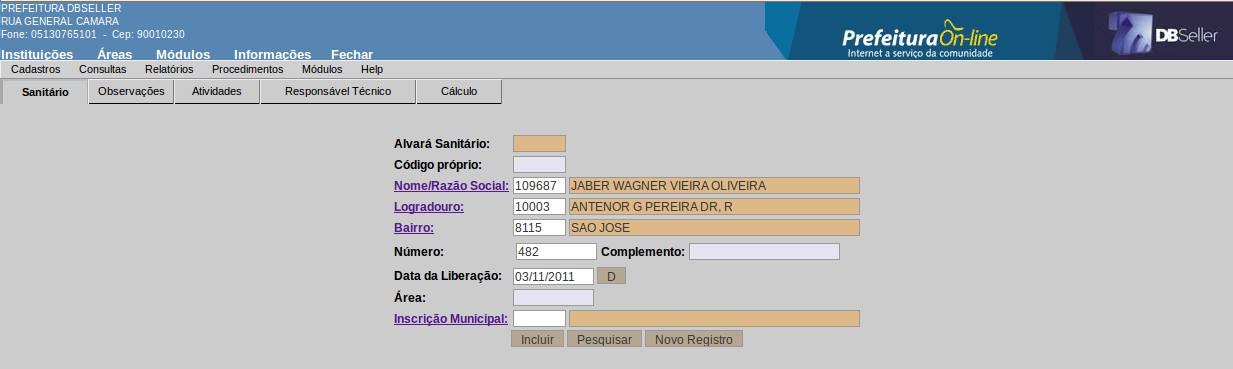 PREFEITURA DBSELLER
RUA GENERAL CAMARA
Fone: 05130765101 - Cep: 90010230
Prefeitura On-line
Internet a serviço da comunidade
DBSeller
Instituições Áreas Módulos Informações Fechar
Cadastros Consultas Relatórios Procedimentos Módulos Help
Sanitário Observações Atividades Responsável Técnico Cálculo
Alvará Sanitário:
Código próprio:
Nome/Razão Social: 109687 JABER WAGNER VIEIRA OLIVEIRA
Logradouro: 10003 ANTENOR G PEREIRA DR, R
Bairro: 8115 SAO JOSE
Número: 482 Complemento:
Data da Liberação: 03/11/2011 D
Área:
Inscrição Municipal:
Incluir Pesquisar Novo Registro